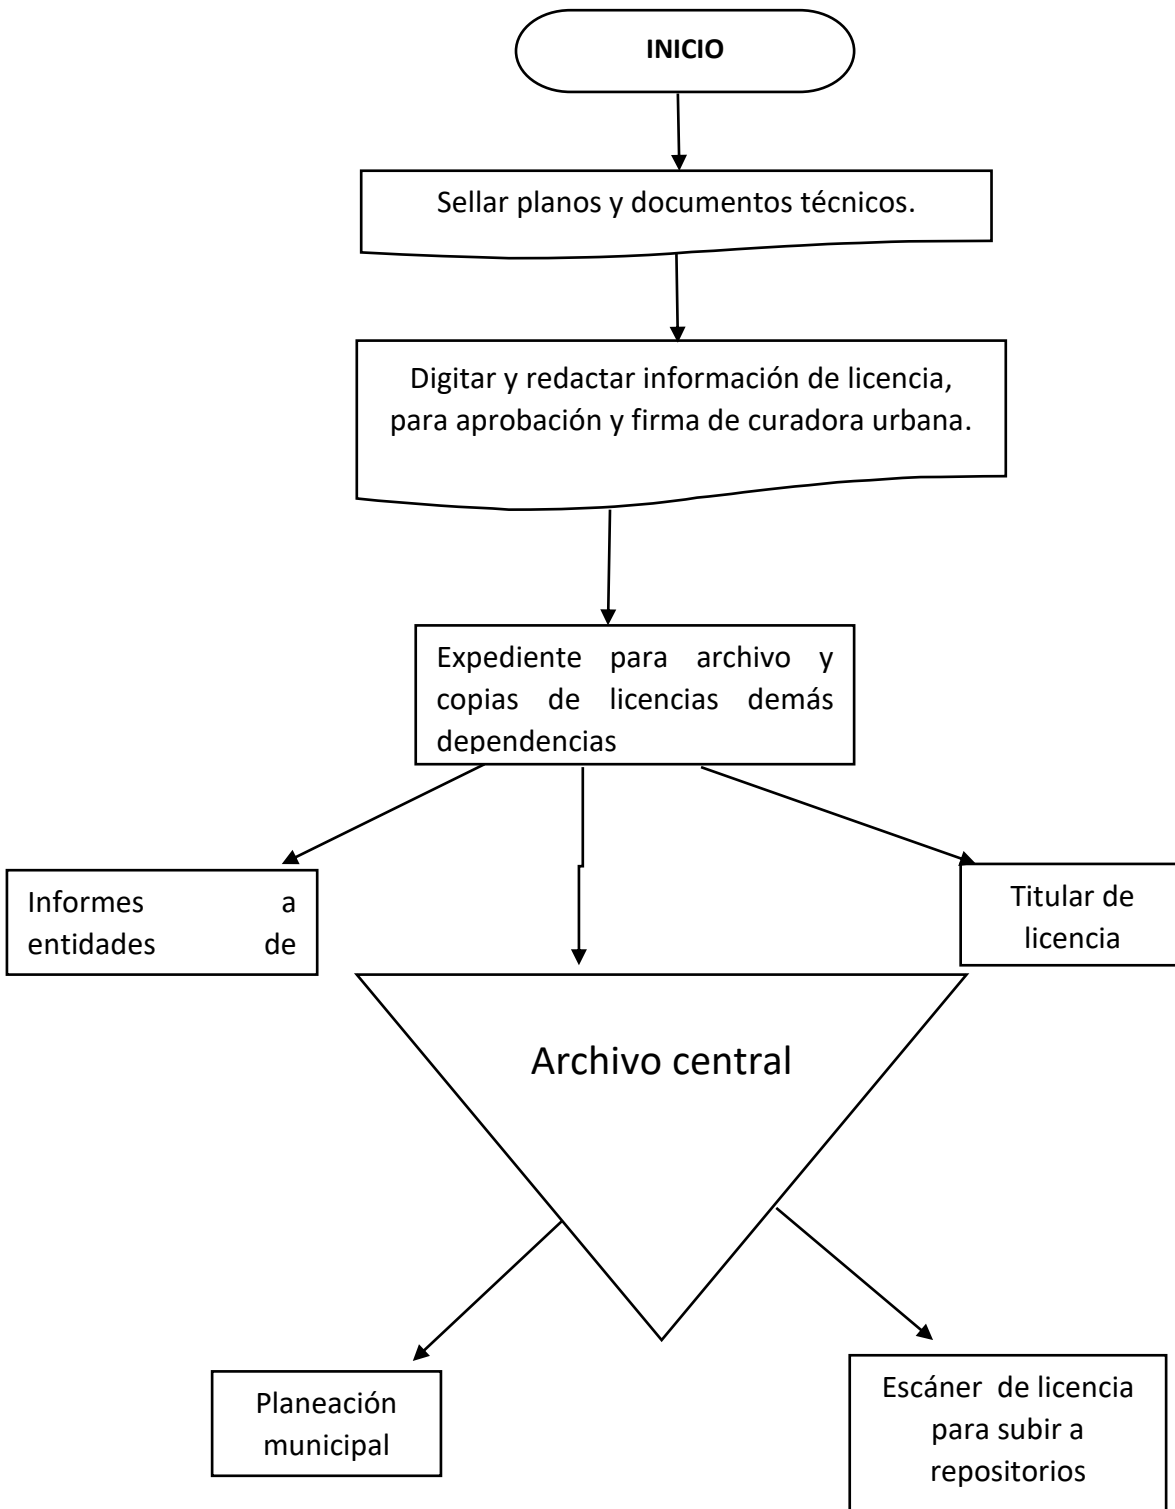 INICIO
Sellar planos y documentos técnicos.
Digitar y redactar información de licencia,
para aprobación y firma de curadora urbana.
Expediente para archivo y
copias de licencias demás
dependencias
Informes a
entidades de
Titular de
licencia
Archivo central
Planeación
municipal
Escáner de licencia
para subir a
repositorios